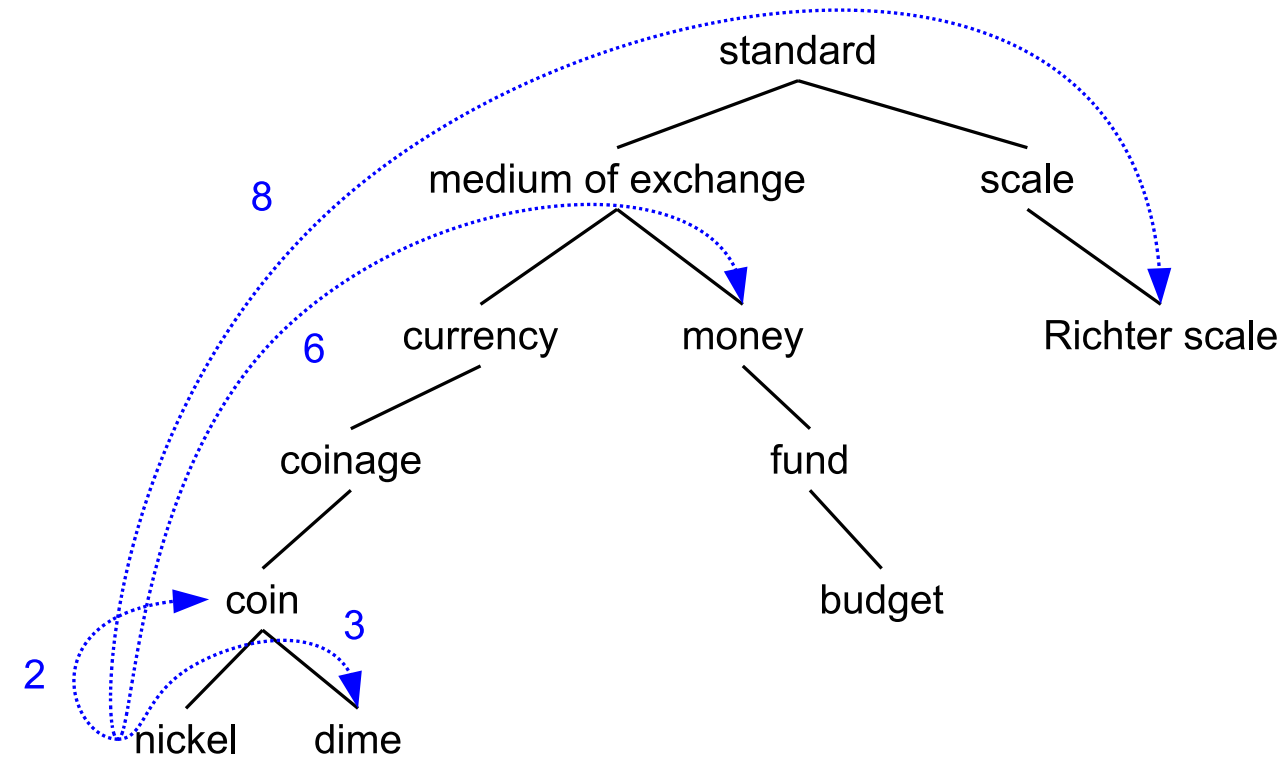 standard
medium of exchange
scale
8
6
currency
money
Richter scale
coinage
fund
coin
budget
3
2
nickel
dime